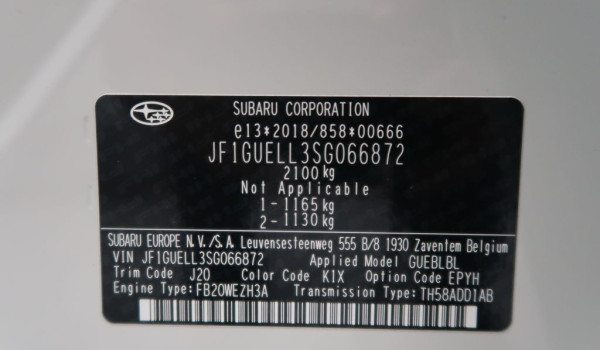 SUBARU CORPORATION
e13*2018/858*00666
JF1GUELL3SG066872
2100 kg
Not Applicable
1 - 1165 kg
2 - 1130 kg
SUBARU EUROPE N.V./S.A. Leuvensesteenweg 555 B/8 1930 Zaventem Belgium
VIN JF1GUELL3SG066872 Applied Model GUEBLBL
Trim Code J20 Color Code K1X Option Code EPYH
Engine Type: FB20WEZH3A Transmission Type: TH58ADD1AB